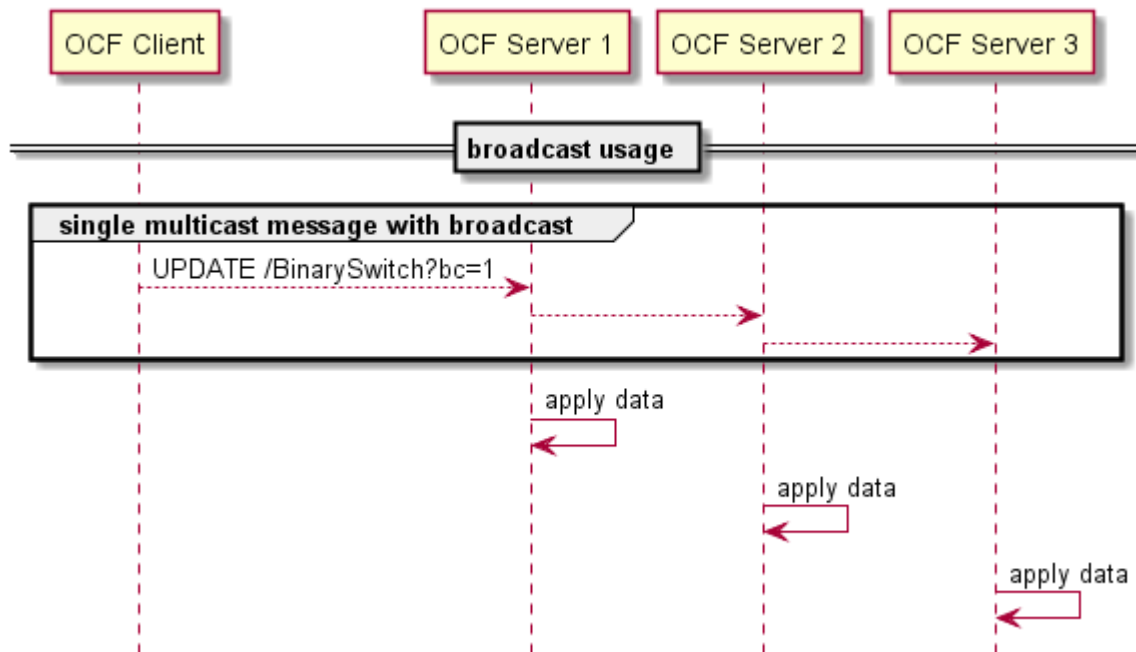 OCF Client
OCF Server 1
OCF Server 2
OCF Server 3
broadcast usage
single multicast message with broadcast
UPDATE /BinarySwitch?bc=1
apply data
apply data
apply data